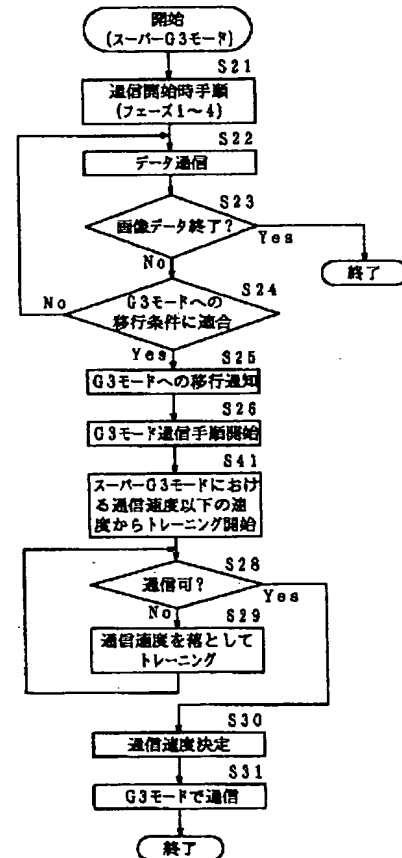 開始
(スーパーG3モード)
S21
通信開始時手順
(フェーズ1〜4)
S22
データ通信
S23
画像データ終了?
Yes
No
終了
S24
No
G3モードへの
移行条件に適合
Yes
S25
G3モードへの移行通知
S26
G3モード通信手順開始
S41
スーパーG3モードにおけ
る通信速度以下の速
度からトレーニング開始
S28
通信可?
Yes
No
S29
通信速度を落として
トレーニング
S30
通信速度決定
S31
G3モードで通信
終了